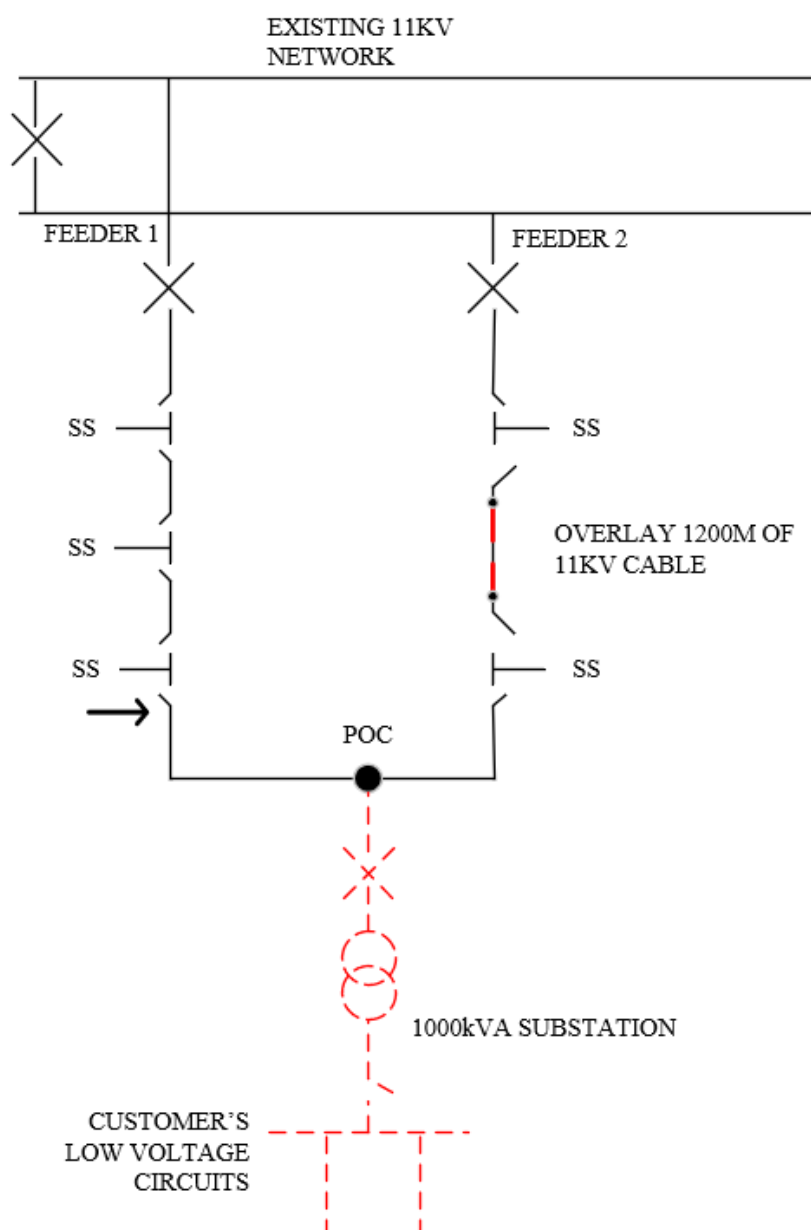 EXISTING 11KV
NETWORK
FEEDER 1
FEEDER 2
SS
SS
SS
OVERLAY 1200M OF
11KV CABLE
SS
SS
POC
1000kVA SUBSTATION
CUSTOMER'S
LOW VOLTAGE
CIRCUITS